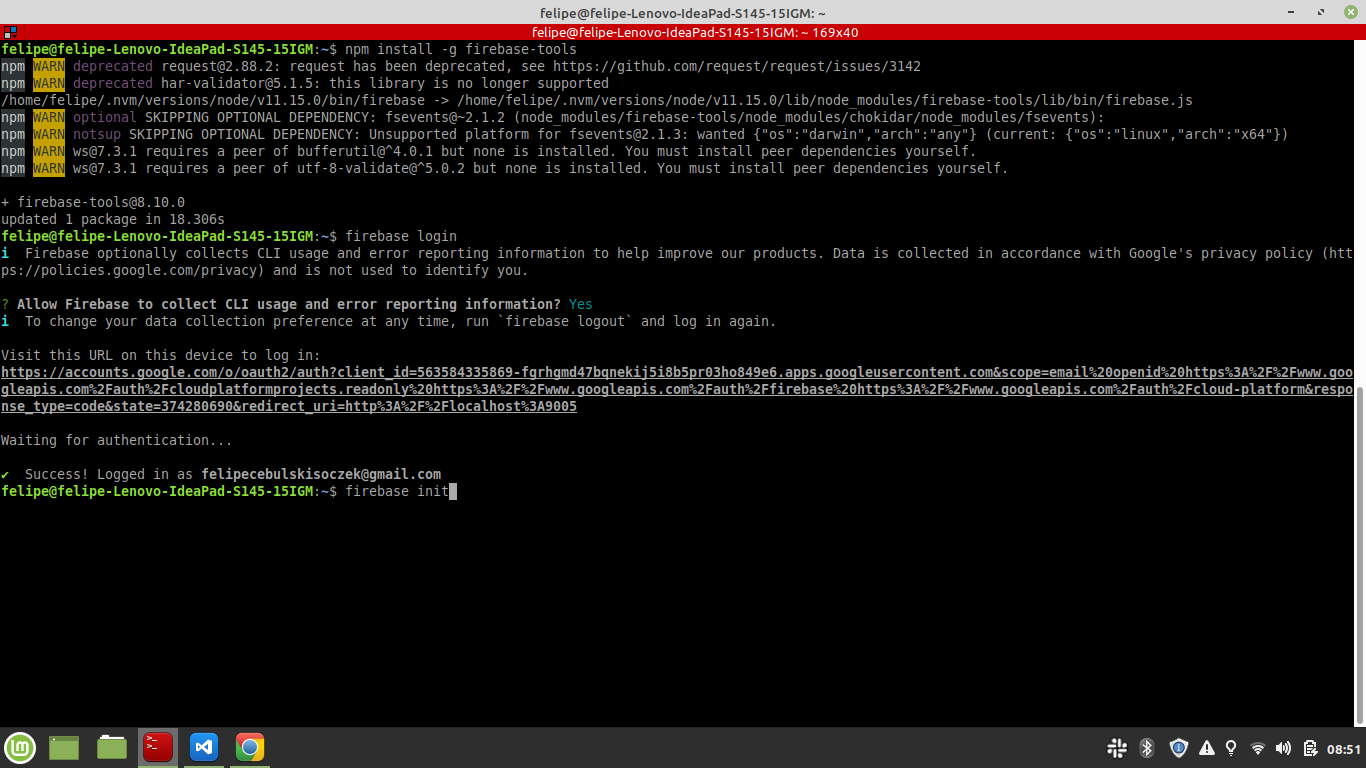 felipe@felipe-Lenovo-IdeaPad-S145-15IGM: ~
felipe@felipe-Lenovo-IdeaPad-S145-15IGM: ~ 169x40
felipe@felipe-Lenovo-IdeaPad-S145-15IGM:~$ npm install -g firebase-tools
npm WARN deprecated request@2.88.2: request has been deprecated, see https://github.com/request/request/issues/3142
npm WARN deprecated har-validator@5.1.5: this library is no longer supported
/home/felipe/.nvm/versions/node/v11.15.0/bin/firebase -> /home/felipe/.nvm/versions/node/v11.15.0/lib/node_modules/firebase-tools/lib/bin/firebase.js
npm WARN optional SKIPPING OPTIONAL DEPENDENCY: fsevents@~2.1.2 (node_modules/firebase-tools/node_modules/chokidar/node_modules/fsevents):
npm WARN notsup SKIPPING OPTIONAL DEPENDENCY: Unsupported platform for fsevents@2.1.3: wanted {"os":"darwin","arch":"any"} (current: {"os":"linux","arch":"x64"})
npm WARN ws@7.3.1 requires a peer of bufferutil@^4.0.1 but none is installed. You must install peer dependencies yourself.
npm WARN ws@7.3.1 requires a peer of utf-8-validate@^5.0.2 but none is installed. You must install peer dependencies yourself.
+ firebase-tools@8.10.0
updated 1 package in 18.306s
felipe@felipe-Lenovo-IdeaPad-S145-15IGM:~$ firebase login
i  Firebase optionally collects CLI usage and error reporting information to help improve our products. Data is collected in accordance with Google's privacy policy (htt
ps://policies.google.com/privacy) and is not used to identify you.
? Allow Firebase to collect CLI usage and error reporting information? Yes
i  To change your data collection preference at any time, run `firebase logout` and log in again.
Visit this URL on this device to log in:
https://accounts.google.com/o/oauth2/auth?client_id=563584335869-fgrhgmd47bqnekij5i8b5pr03ho849e6.apps.googleusercontent.com&scope=email%20openid%20https%3A%2F%2Fwww.goo
gleapis.com%2Fauth%2Fcloudplatformprojects.readonly%20https%3A%2F%2Fwww.googleapis.com%2Fauth%2Ffirebase%20https%3A%2F%2Fwww.googleapis.com%2Fauth%2Fcloud-platform&respo
nse_type=code&state=374280690&redirect_uri=http%3A%2F%2Flocalhost%3A9005
Waiting for authentication...
✔  Success! Logged in as felipecebulskisoczek@gmail.com
felipe@felipe-Lenovo-IdeaPad-S145-15IGM:~$ firebase init
08:51